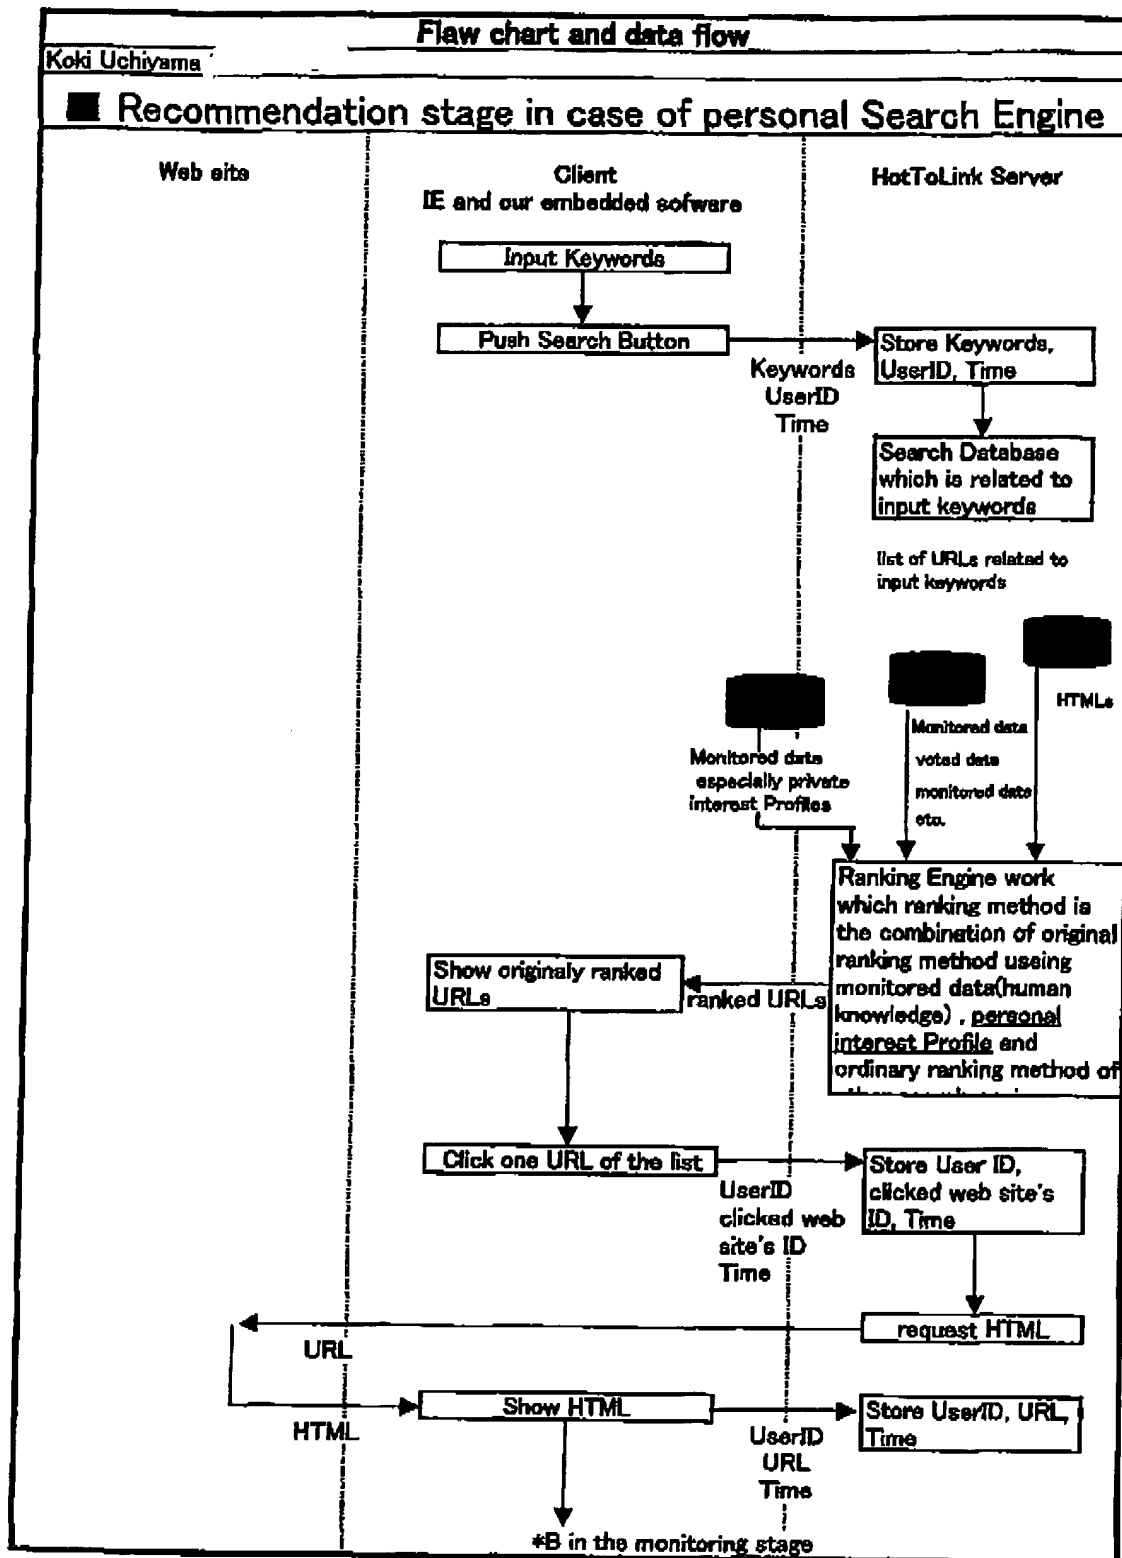 Flaw chart and data flow
Koki Uchiyama
Recommendation stage in case of personal Search Engine
Web site
Client
IE and our embedded sofware
HotToLink Server
Input Keywords
Push Search Button
Keywords
UserID
Time
Store Keywords,
UserID, Time
Search Database
which is related to
input keywords
list of URLs related to
input keywords
HTMLs
Monitored data
voted data
monitored data
etc.
Monitored data
especially private
interest Profiles
Ranking Engine work
which ranking method is
the combination of original
ranking method useing
monitored data(human
knowledge) , personal
interest Profile and
ordinary ranking method of
Show originaly ranked
URLs
ranked URLs
Click one URL of the list
UserID
clicked web
site's ID
Time
Store User ID,
clicked web site's
ID, Time
request HTML
URL
HTML
Show HTML
UserID
URL
Time
Store UserID, URL,
Time
*B in the monitoring stage